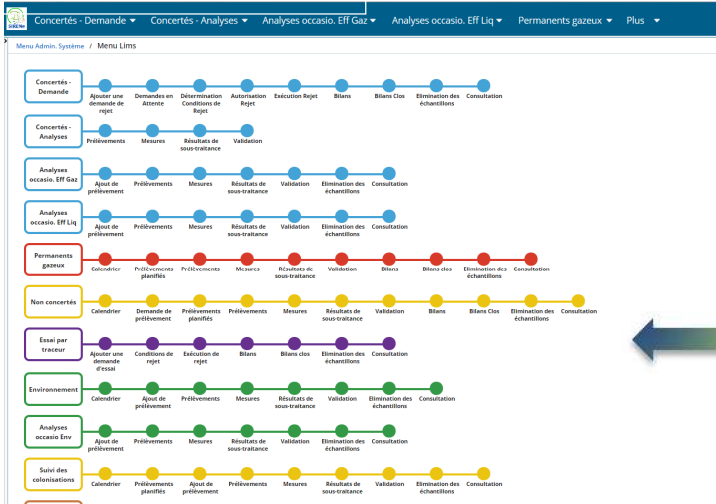 SIRENe
Concertés - Demande
Concertés - Analyses
Analyses occasio. Eff Gaz
Analyses occasio. Eff Liq
Permanents gazeux
Plus
Menu Admin. Système / Menu Lims
Concertés -
Demande
Ajouter une
demande de
rejet
Demandes en
Attente
Détermination
Conditions de
Rejet
Autorisation
Rejet
Exécution Rejet
Bilans
Bilans Clos
Elimination des
échantillons
Consultation
Concertés -
Analyses
Prélèvements
Mesures
Résultats de
sous-traitance
Validation
Analyses
occasio. Eff Gaz
Ajout de
prélèvement
Prélèvements
Mesures
Résultats de
sous-traitance
Validation
Elimination des
échantillons
Consultation
Analyses
occasio. Eff Liq
Ajout de
prélèvement
Prélèvements
Mesures
Résultats de
sous-traitance
Validation
Elimination des
échantillons
Consultation
Permanents
gazeux
Calendrier
Prélèvements
planifiés
Prélèvements
Mesures
Résultats de
sous-traitance
Validation
Bilans
Bilans clos
Elimination des
échantillons
Consultation
Non concertés
Calendrier
Demande de
prélèvement
Prélèvements
planifiés
Prélèvements
Mesures
Résultats de
sous-traitance
Validation
Bilans
Bilans Clos
Elimination des
échantillons
Consultation
Essai par
traceur
Ajouter une
demande
d'essai
Conditions de
rejet
Exécution de
rejet
Bilans
Bilans clos
Elimination des
échantillons
Consultation
Environnement
Calendrier
Ajout de
prélèvement
Prélèvements
Mesures
Résultats de
sous-traitance
Validation
Elimination des
échantillons
Consultation
Analyses
occasio Env
Ajout de
prélèvement
Prélèvements
Mesures
Résultats de
sous-traitance
Validation
Elimination des
échantillons
Consultation
Suivi des
colonisations
Calendrier
Prélèvements
planifiés
Ajout de
prélèvement
Prélèvements
Mesures
Résultats de
sous-traitance
Validation
Bilans
Elimination des
échantillons
Consultation